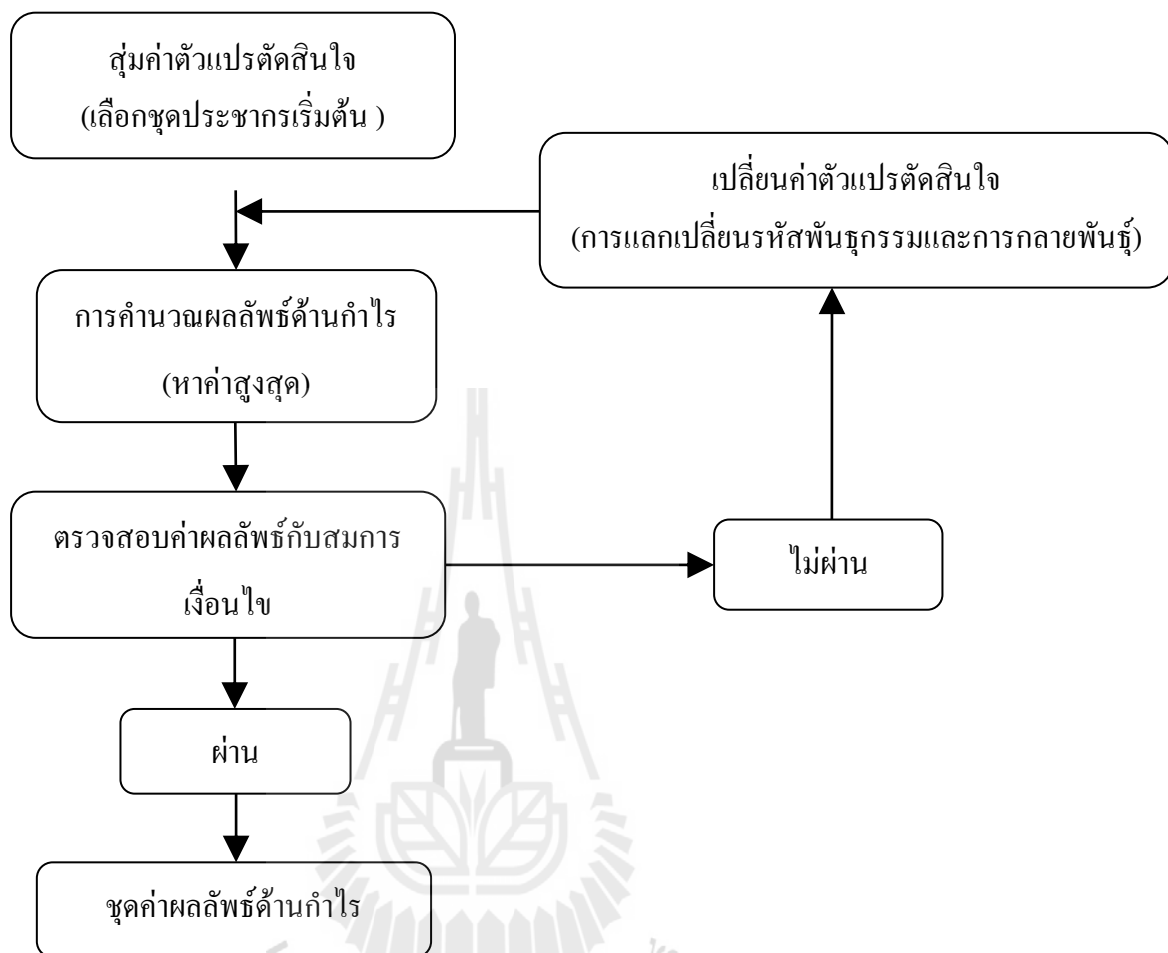 สุ่มค่าตัวแปรตัดสินใจ
(เลือกชุดประชากรเริ่มต้น )
เปลี่ยนค่าตัวแปรตัดสินใจ
(การแลกเปลี่ยนรหัสพันธุกรรมและการกลายพันธุ์)
การคำนวณผลลัพธ์ด้านกำไร
(หาค่าสูงสุด)
ตรวจสอบค่าผลลัพธ์กับสมการ
เงื่อนไข
ไม่ผ่าน
ผ่าน
ชุดค่าผลลัพธ์ด้านกำไร